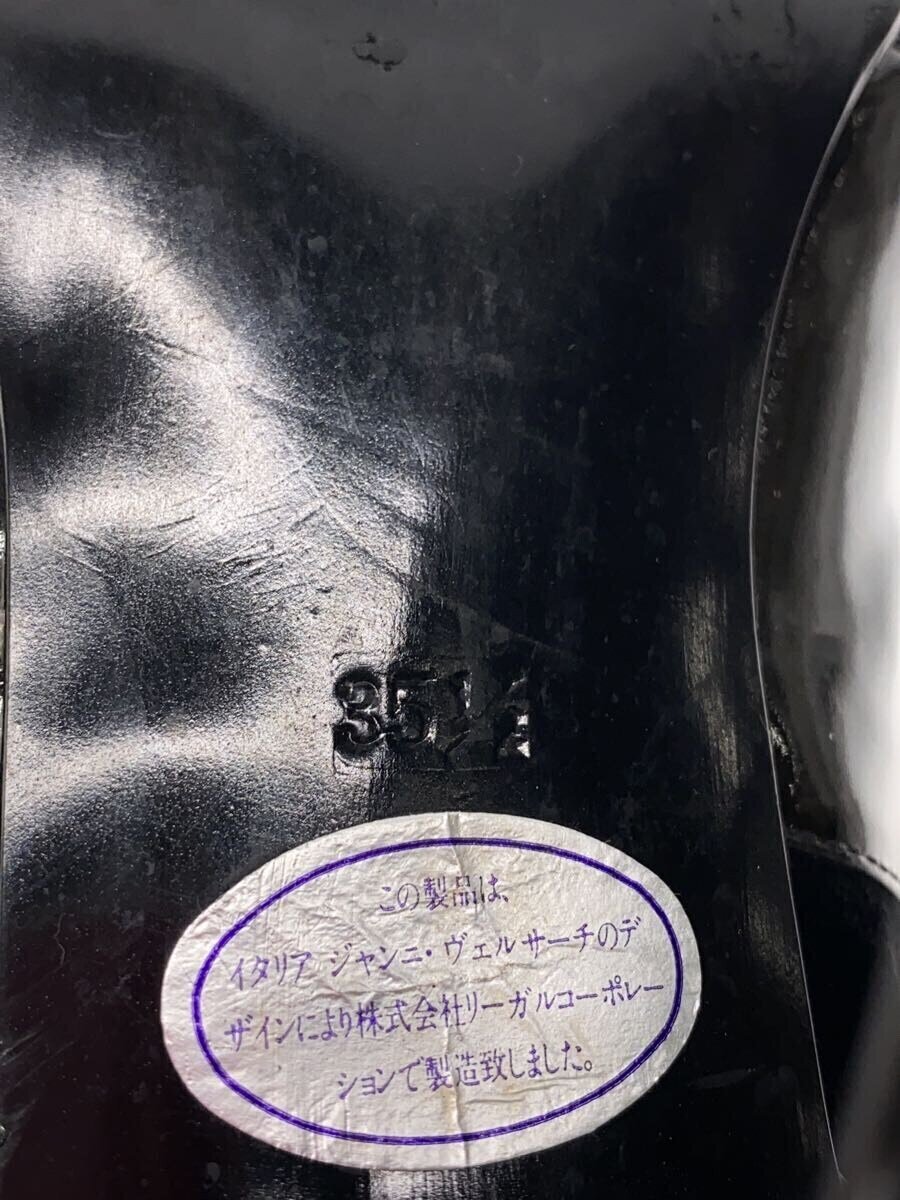 35½
この製品は、
イタリア ジャンニ・ヴェルサーチのデ
ザインにより株式会社リーガルコーポレー
ションで製造致しました。